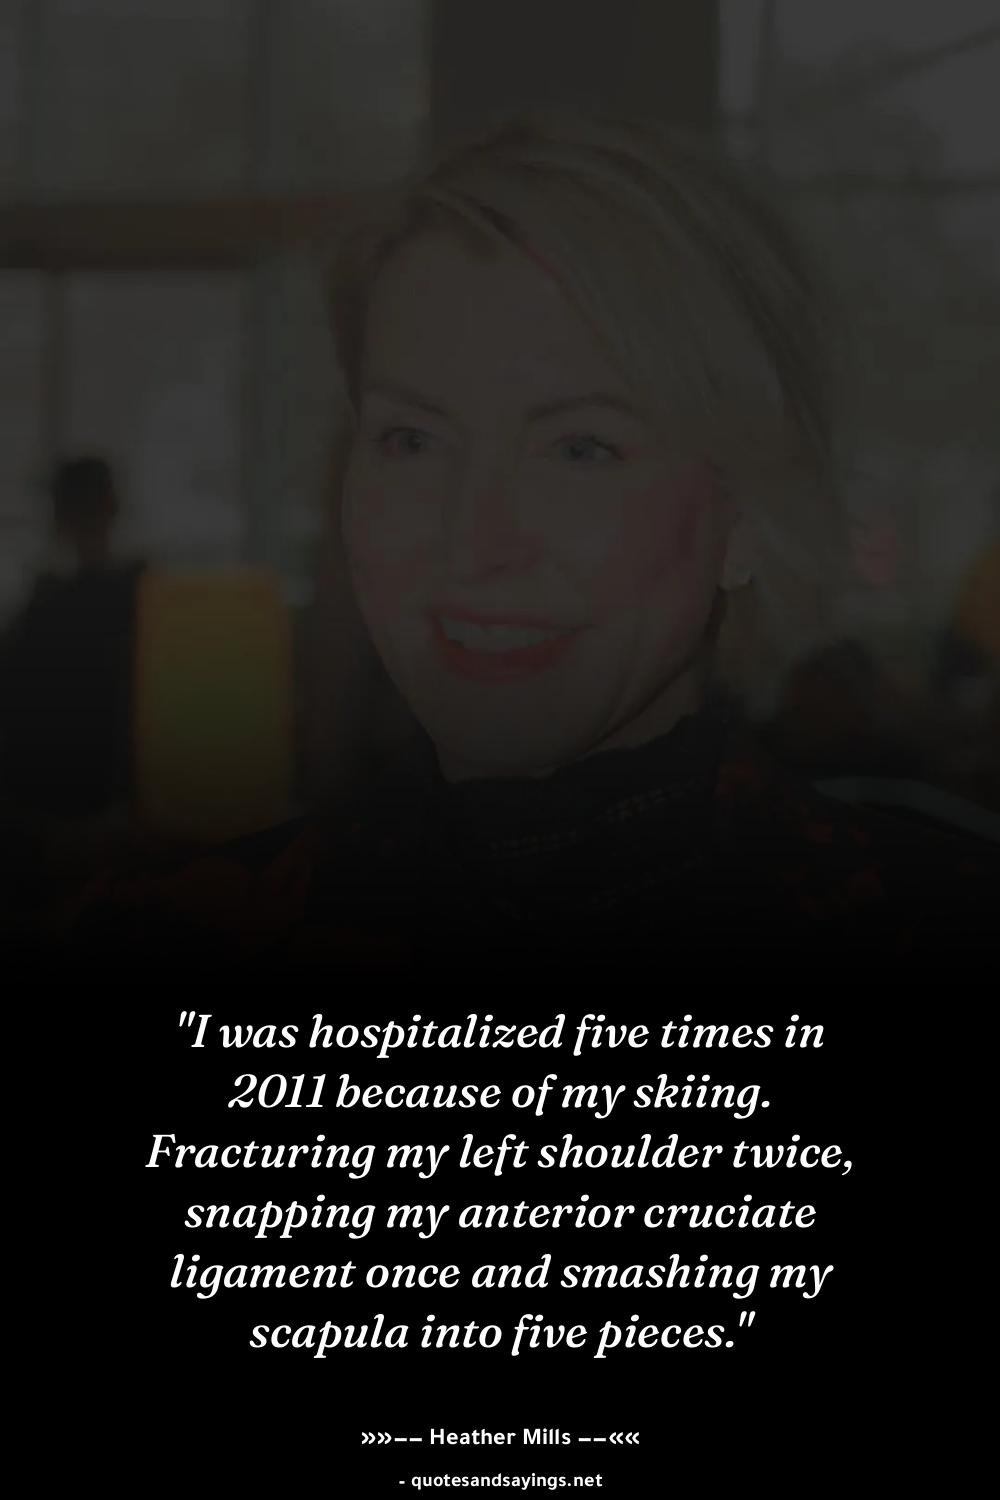 "I was hospitalized five times in
2011 because of my skiing.
Fracturing my left shoulder twice,
snapping my anterior cruciate
ligament once and smashing my
scapula into five pieces."
»»−− Heather Mills −−««
- quotesandsayings.net